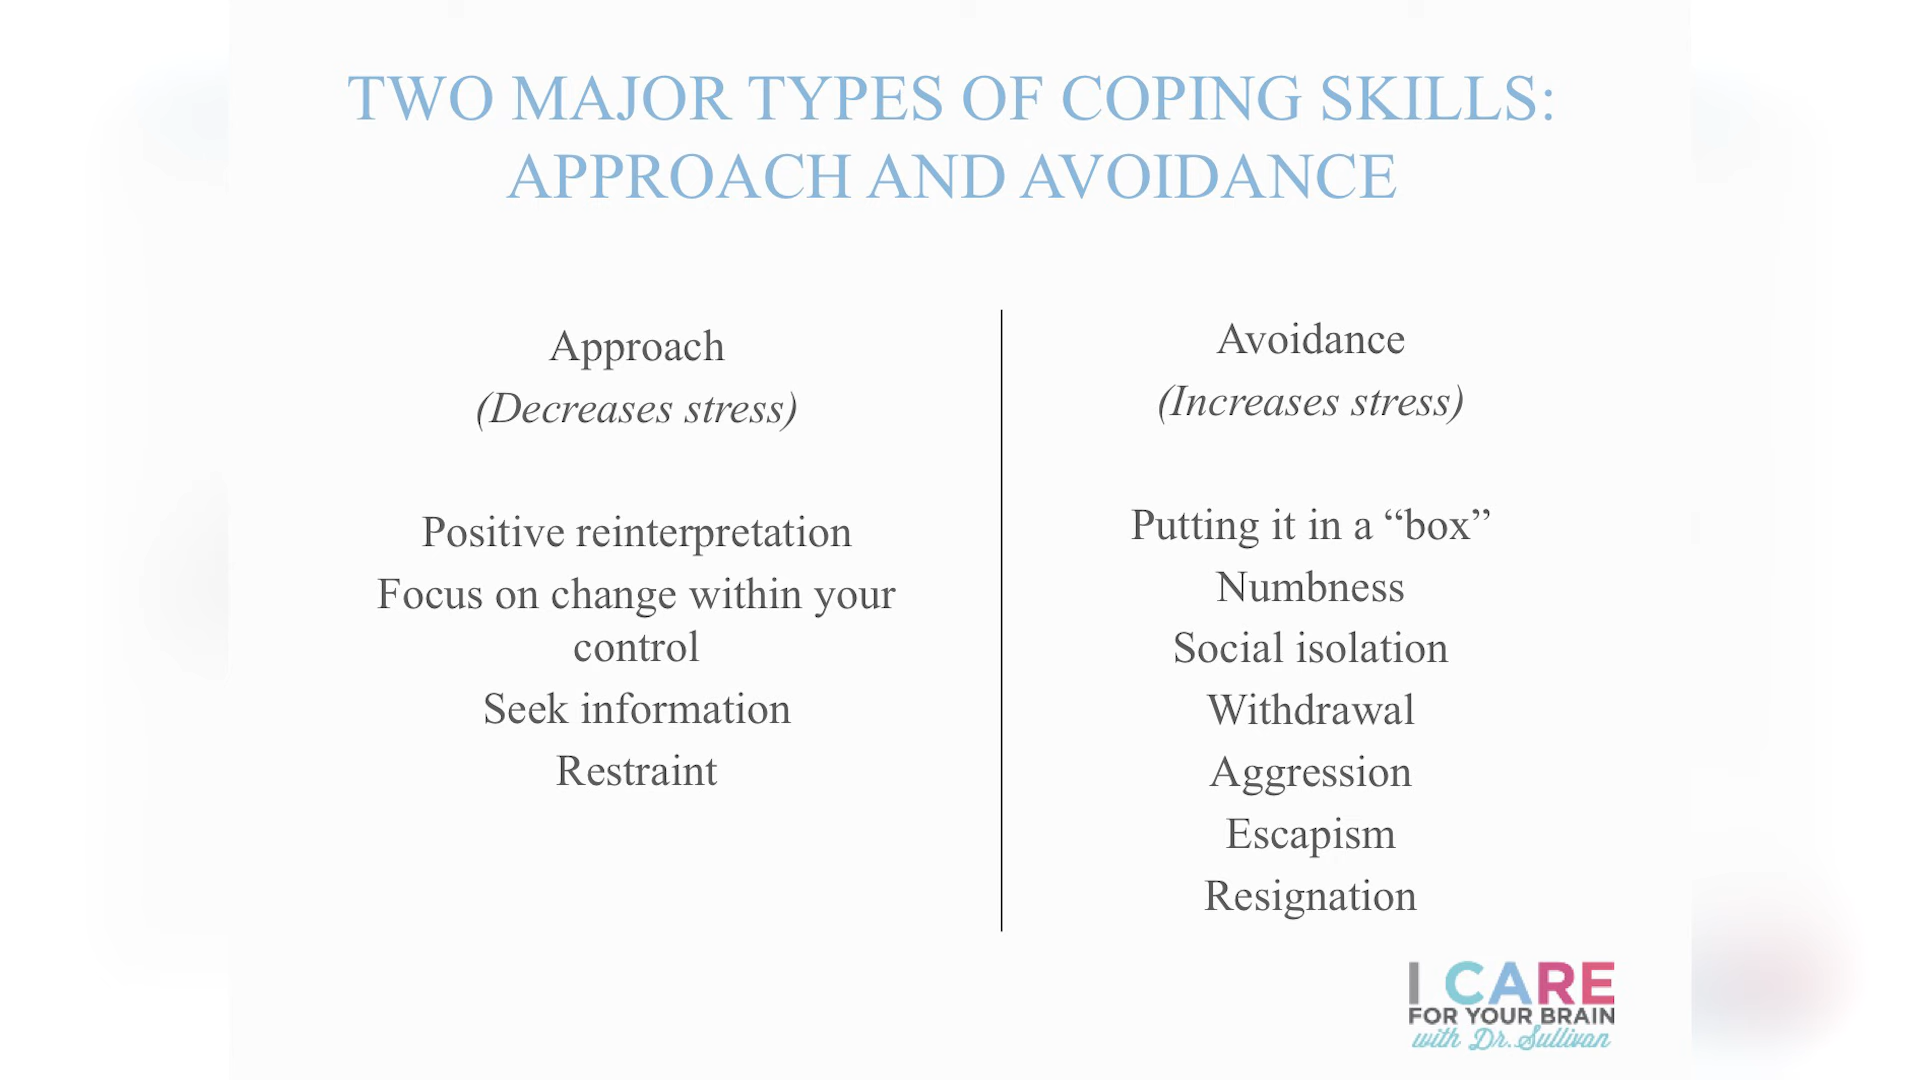 TWO MAJOR TYPES OF COPING SKILLS:
APPROACH AND AVOIDANCE
Approach
(Decreases stress)
Positive reinterpretation
Focus on change within your
control
Seek information
Restraint
Avoidance
(Increases stress)
Putting it in a “box”
Numbness
Social isolation
Withdrawal
Aggression
Escapism
Resignation
I CARE
FOR YOUR BRAIN
with Dr. Sullivan